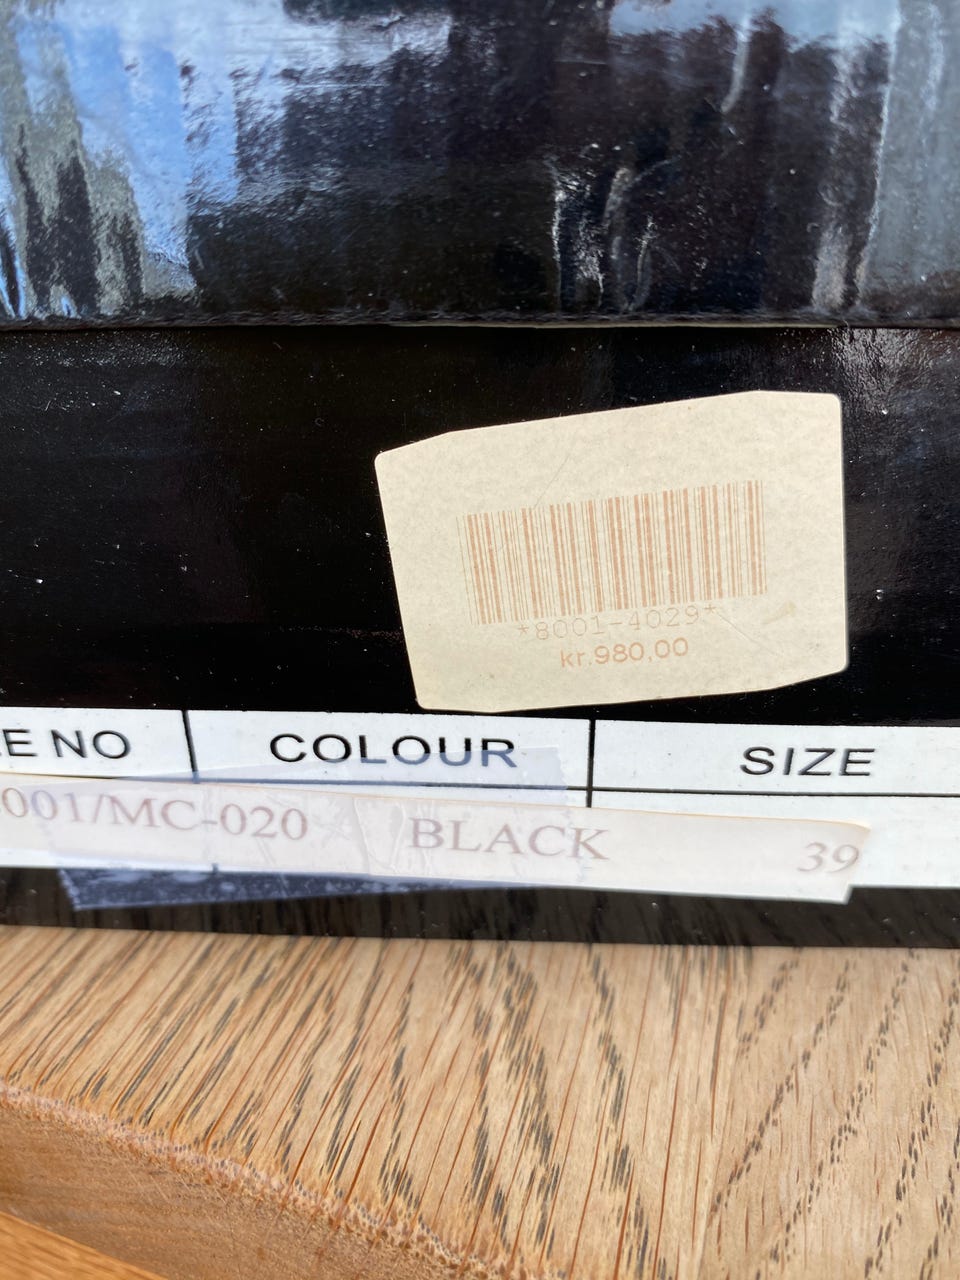 *8001-4029*
kr.980,00
E NO COLOUR SIZE
001/MC-020 BLACK 39